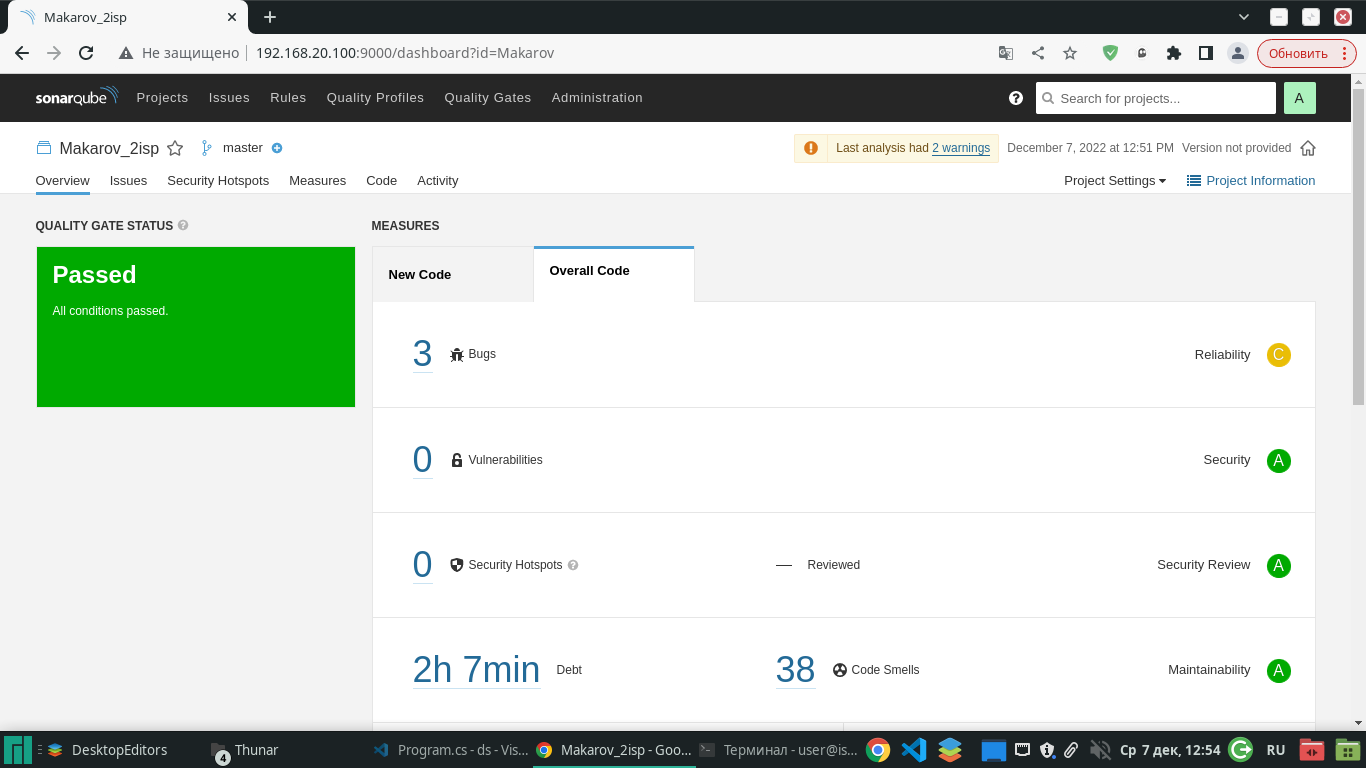 Makarov_2isp
Не защищено 192.168.20.100:9000/dashboard?id=Makarov Обновить
sonarqube Projects Issues Rules Quality Profiles Quality Gates Administration Search for projects... A
Makarov_2isp master Last analysis had 2 warnings December 7, 2022 at 12:51 PM Version not provided
Overview Issues Security Hotspots Measures Code Activity Project Settings Project Information
QUALITY GATE STATUS MEASURES
Passed
All conditions passed.
New Code Overall Code
3 Bugs Reliability C
0 Vulnerabilities Security A
0 Security Hotspots — Reviewed Security Review A
2h 7min Debt 38 Code Smells Maintainability A
DesktopEditors 4 Thunar Program.cs - ds - Vis... Makarov_2isp - Goo... Терминал - user@is... Ср 7 дек, 12:54 RU